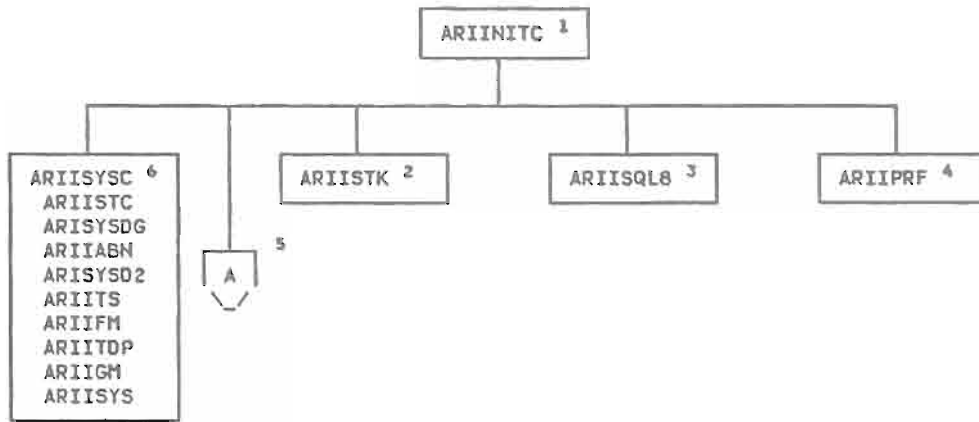 ARIINITC 1
ARIISYSC 6
ARIISTC
ARISYSDG
ARIIABN
ARISYSD2
ARIITS
ARIIFM
ARIITDP
ARIIGM
ARIISYS
A 5
ARIISTK 2
ARIISQL8 3
ARIIPRF 4